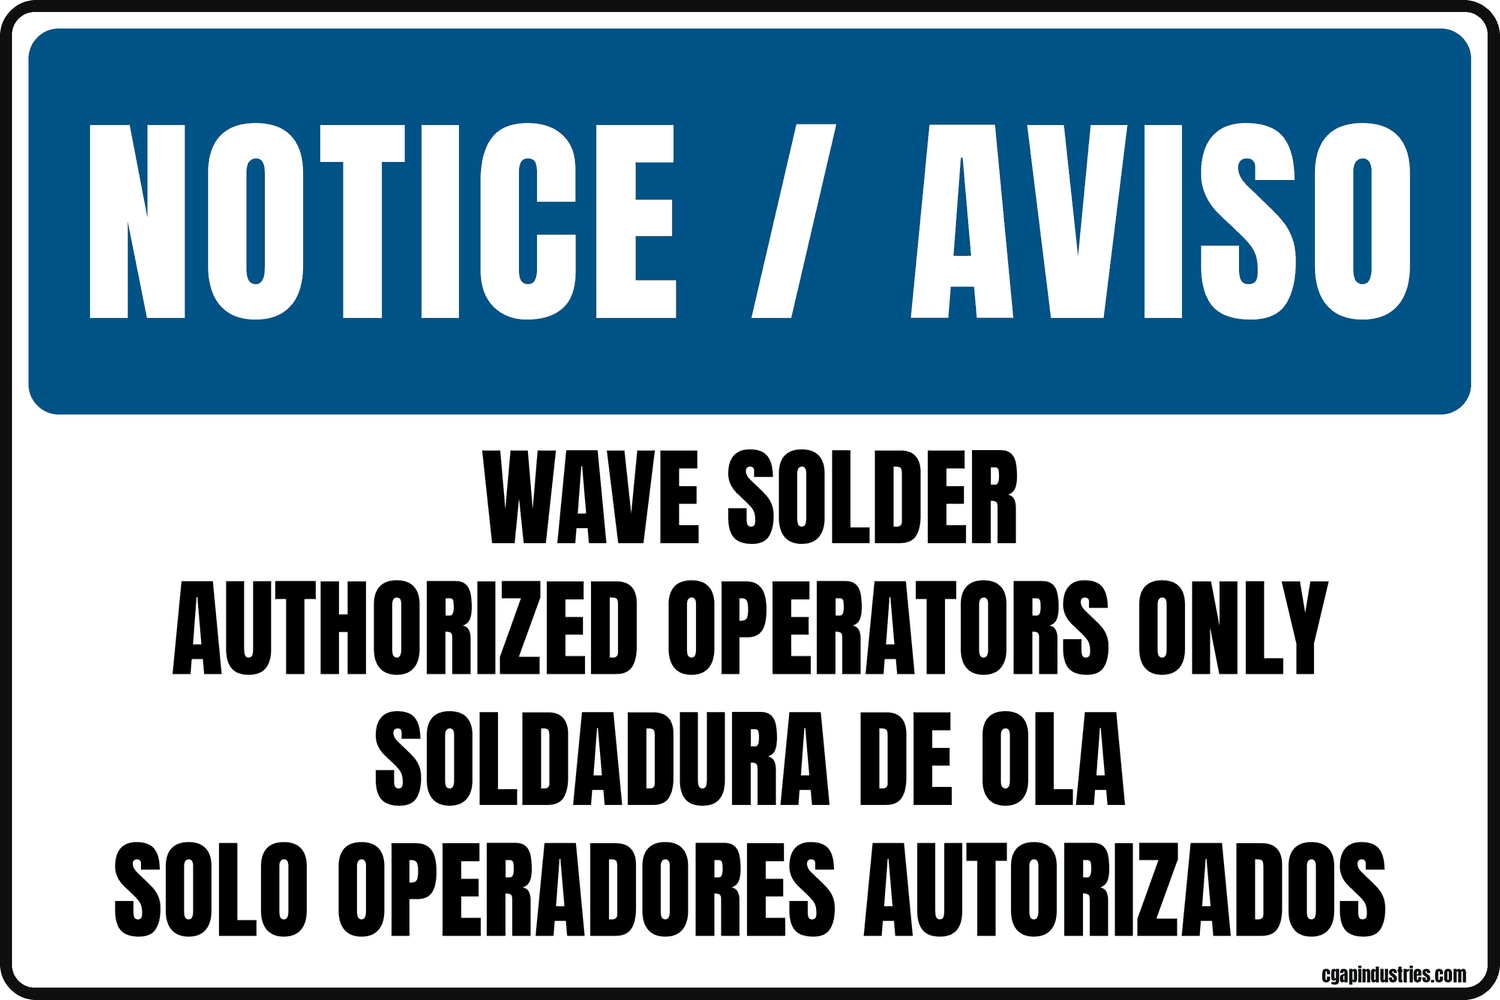 NOTICE / AVISO
WAVE SOLDER
AUTHORIZED OPERATORS ONLY
SOLDADURA DE OLA
SOLO OPERADORES AUTORIZADOS
cgapindustries.com